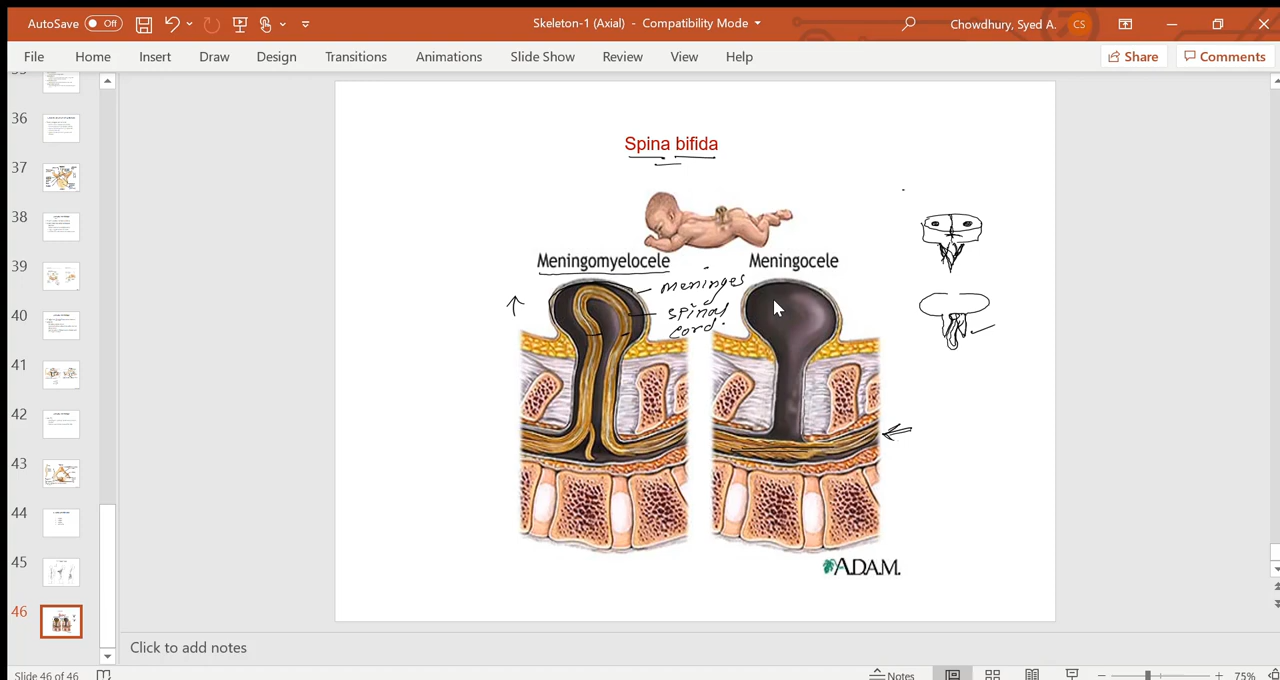 AutoSave Off Skeleton-1 (Axial) - Compatibility Mode Chowdhury, Syed A. CS
File Home Insert Draw Design Transitions Animations Slide Show Review View Help Share Comments
36
37
38
39
40
41
42
43
44
45
46
Spina bifida
Meningomyelocele Meningocele
meninges
spinal
cord.
A.D.A.M.
Click to add notes
Slide 46 of 46 Notes 75%